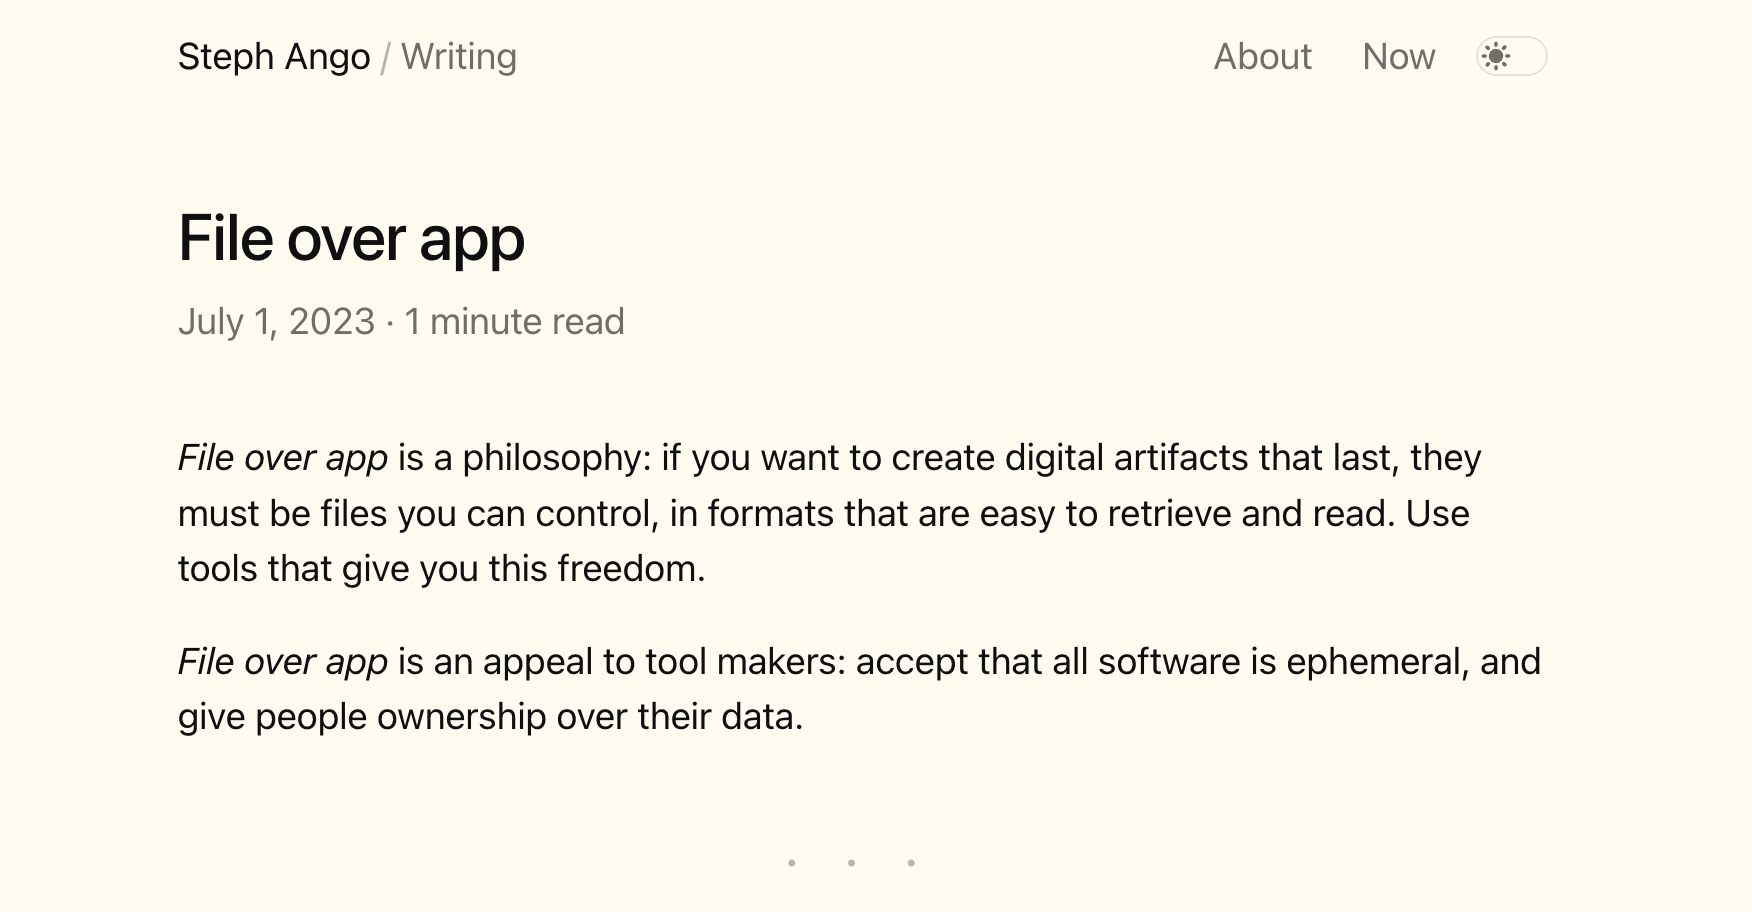 Steph Ango / Writing
About Now
File over app
July 1, 2023 · 1 minute read
File over app is a philosophy: if you want to create digital artifacts that last, they
must be files you can control, in formats that are easy to retrieve and read. Use
tools that give you this freedom.
File over app is an appeal to tool makers: accept that all software is ephemeral, and
give people ownership over their data.
• • •